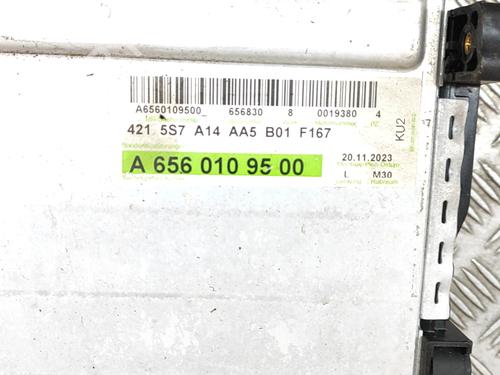 A6560109500_ 656830 8 0019380 4
421 5S7 A14 AA5 B01 F167
KU2
A 656 010 95 00
20.11.2023
L M30